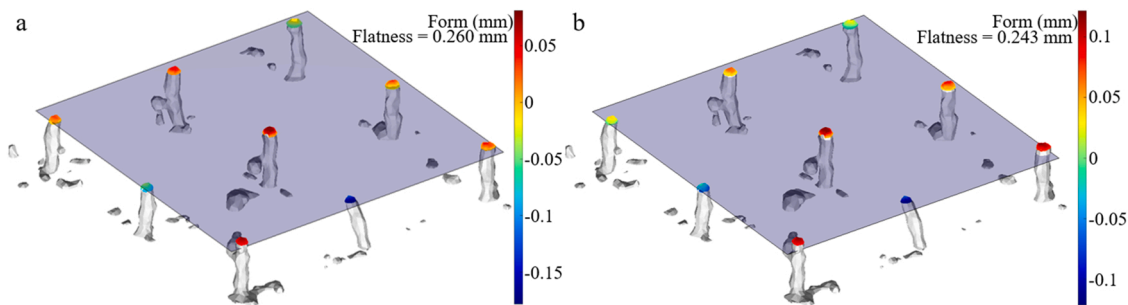 a
Form (mm)
Flatness = 0.260 mm
0.05
0
-0.05
-0.1
-0.15
b
Form (mm)
Flatness = 0.243 mm
0.1
0.05
0
-0.05
-0.1